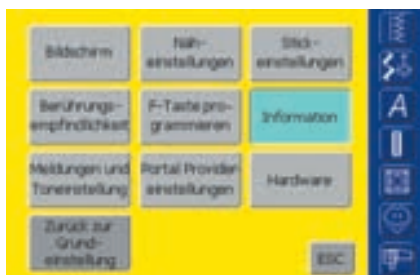 Bildschirm
Näh-
einstellungen
Stick-
einstellungen
Berührungs-
empfindlichkeit
F-Taste pro-
grammieren
Information
Meldungen und
Toneinstellung
Portal Provider-
einstellungen
Hardware
Zurück zur
Grund-
einstellung
ESC
A